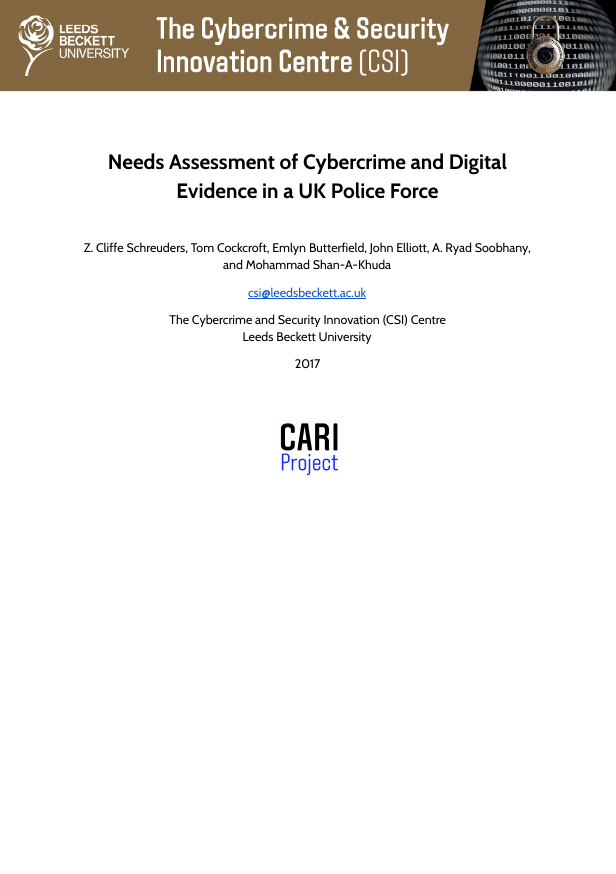 LEEDS
BECKETT
UNIVERSITY
The Cybercrime & Security
Innovation Centre (CSI)
Needs Assessment of Cybercrime and Digital
Evidence in a UK Police Force
Z. Cliffe Schreuders, Tom Cockcroft, Emlyn Butterfield, John Elliott, A. Ryad Soobhany,
and Mohammad Shan-A-Khuda
csi@leedsbeckett.ac.uk
The Cybercrime and Security Innovation (CSI) Centre
Leeds Beckett University
2017
CARI
Project